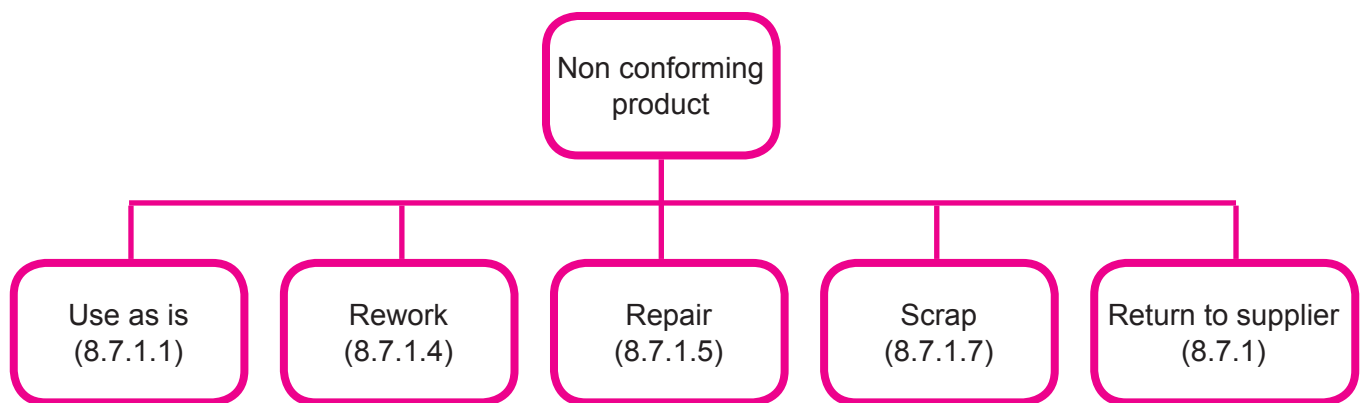 Non conforming
product
Use as is
(8.7.1.1)
Rework
(8.7.1.4)
Repair
(8.7.1.5)
Scrap
(8.7.1.7)
Return to supplier
(8.7.1)